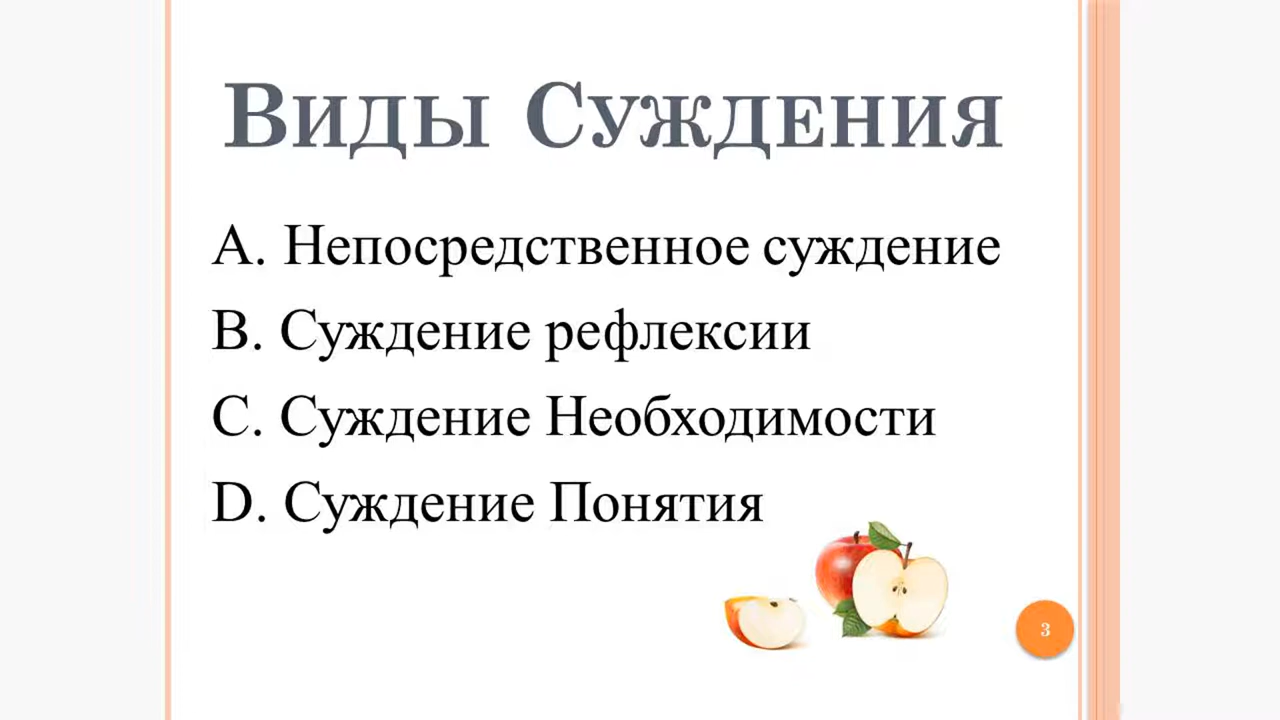 Виды Суждения
A. Непосредственное суждение
B. Суждение рефлексии
C. Суждение Необходимости
D. Суждение Понятия
3